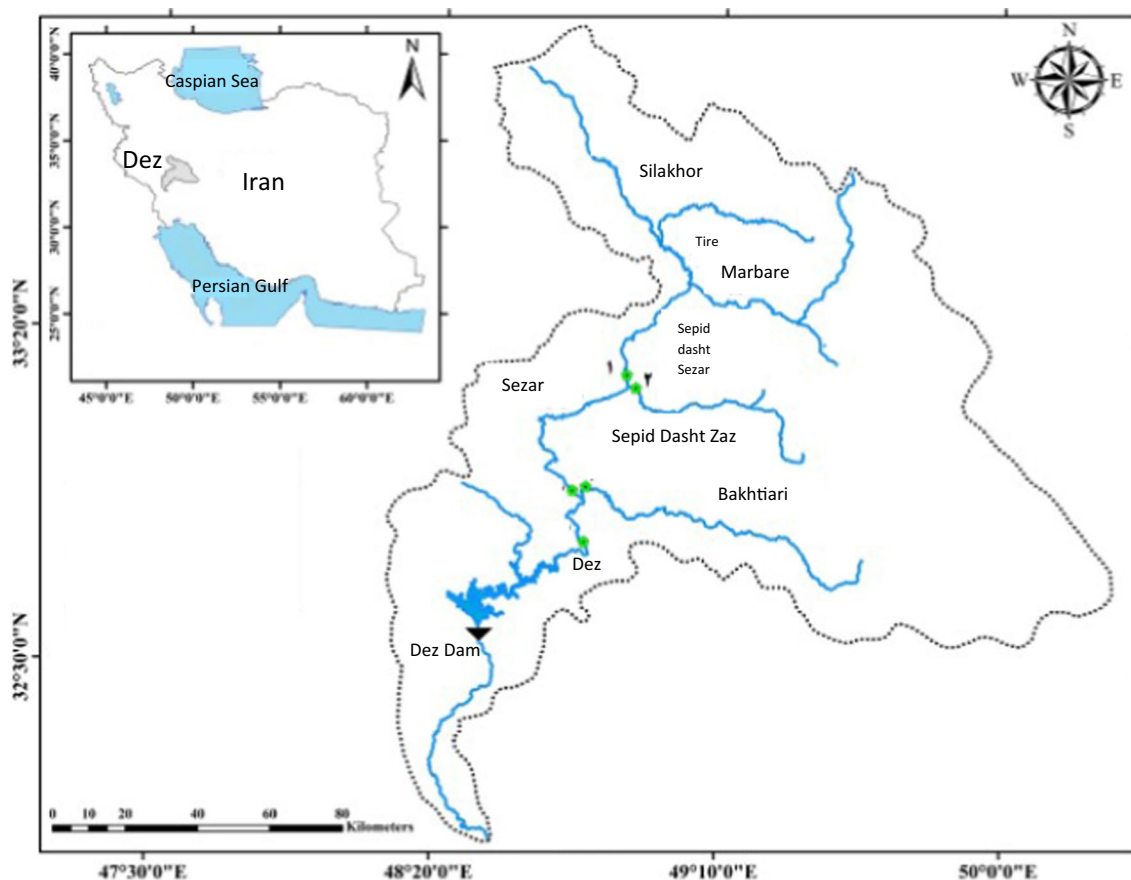 N
Caspian Sea
Dez
Iran
Persian Gulf
40°0'0"N
35°0'0"N
30°0'0"N
25°0'0"N
45°0'0"E
50°0'0"E
55°0'0"E
60°0'0"E
N
W
E
S
Silakhor
Tire
Marbare
Sepid
dasht
Sezar
۱
۲
Sezar
Sepid Dasht Zaz
Bakhtiari
Dez
Dez Dam
33°20'0"N
32°30'0"N
0 10 20 40 60 80
Kilometers
47°30'0"E
48°20'0"E
49°10'0"E
50°0'0"E